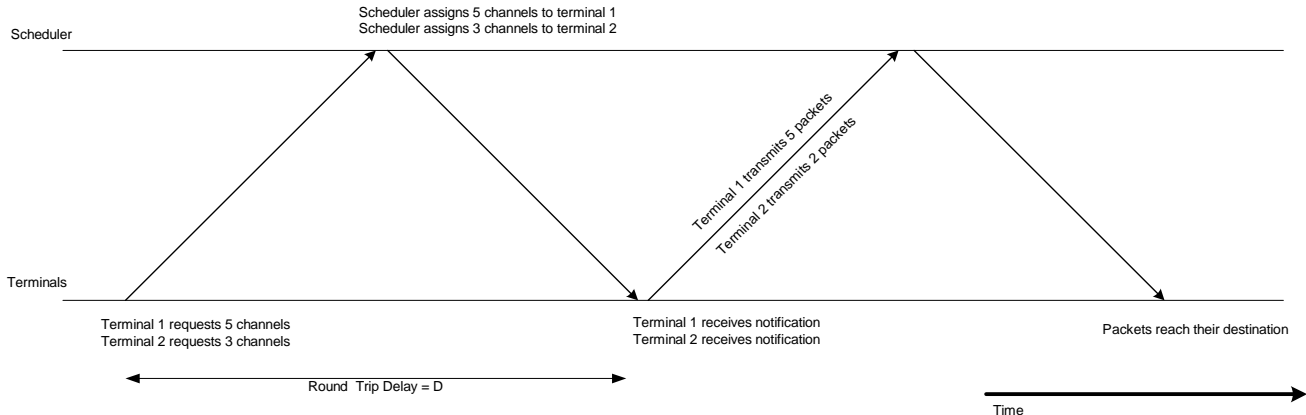 Scheduler assigns 5 channels to terminal 1
Scheduler assigns 3 channels to terminal 2
Scheduler
Terminal 1 transmits 5 packets
Terminal 2 transmits 2 packets
Terminals
Terminal 1 requests 5 channels
Terminal 2 requests 3 channels
Terminal 1 receives notification
Terminal 2 receives notification
Packets reach their destination
Round Trip Delay = D
Time